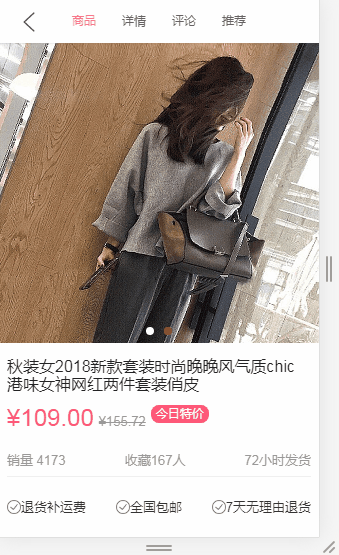 商品 详情 评论 推荐
秋装女2018新款套装时尚晚晚风气质chic
港味女神网红两件套装俏皮
¥109.00 ¥155.72 今日特价
销量 4173 收藏167人 72小时发货
退货补运费 全国包邮 7天无理由退货